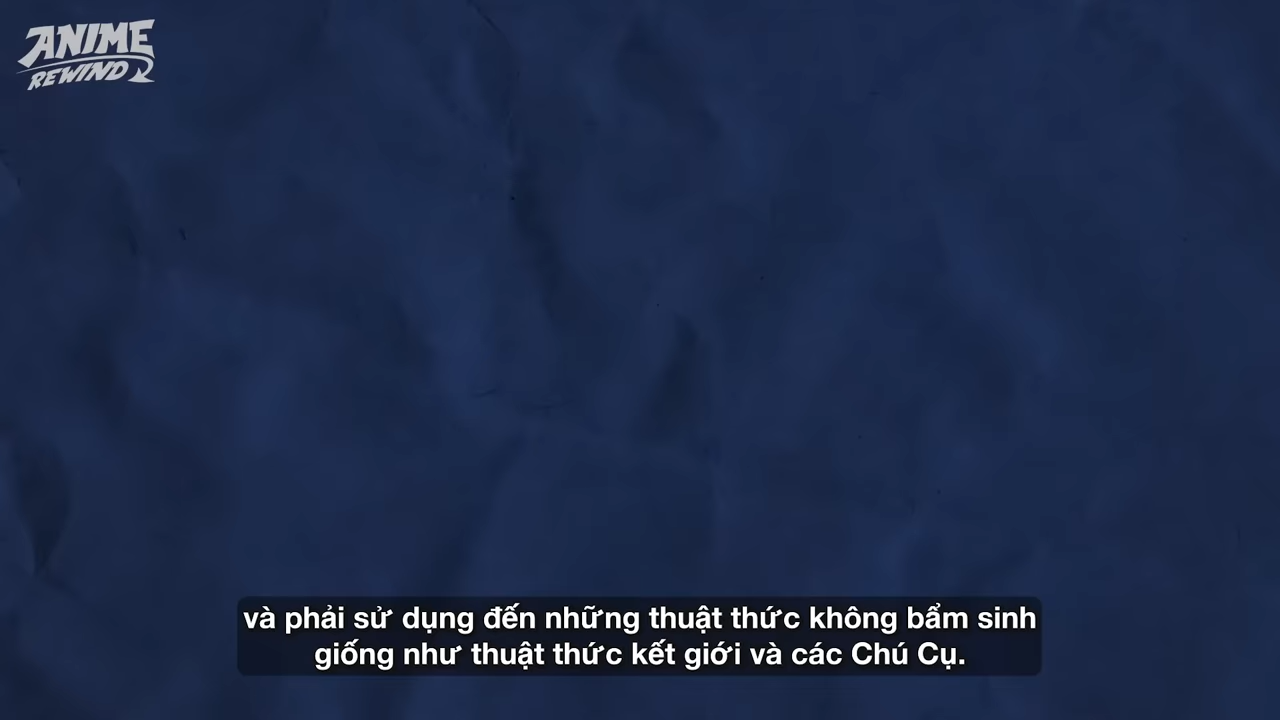 ANIME
REWIND
và phải sử dụng đến những thuật thức không bẩm sinh
giống như thuật thức kết giới và các Chú Cụ.